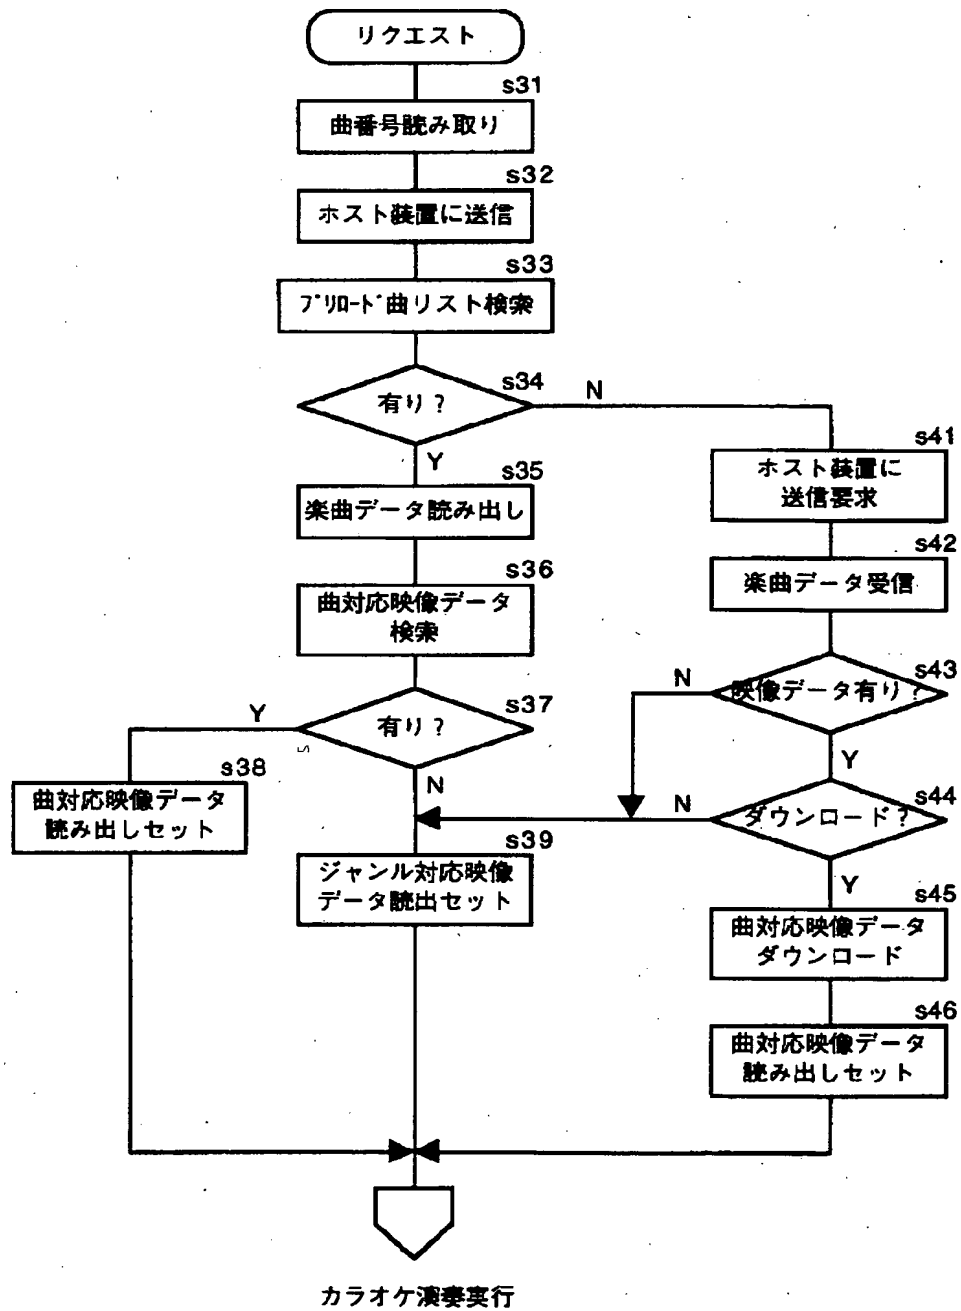 リクエスト
s31
曲番号読み取り
s32
ホスト装置に送信
s33
プリロード曲リスト検索
s34
有り?
N
Y
s35
楽曲データ読み出し
s36
曲対応映像データ
検索
s37
有り?
Y
N
s38
曲対応映像データ
読み出しセット
s39
ジャンル対応映像
データ読出セット
s41
ホスト装置に
送信要求
s42
楽曲データ受信
s43
映像データ有り?
N
Y
s44
ダウンロード?
N
Y
s45
曲対応映像データ
ダウンロード
s46
曲対応映像データ
読み出しセット
カラオケ演奏実行